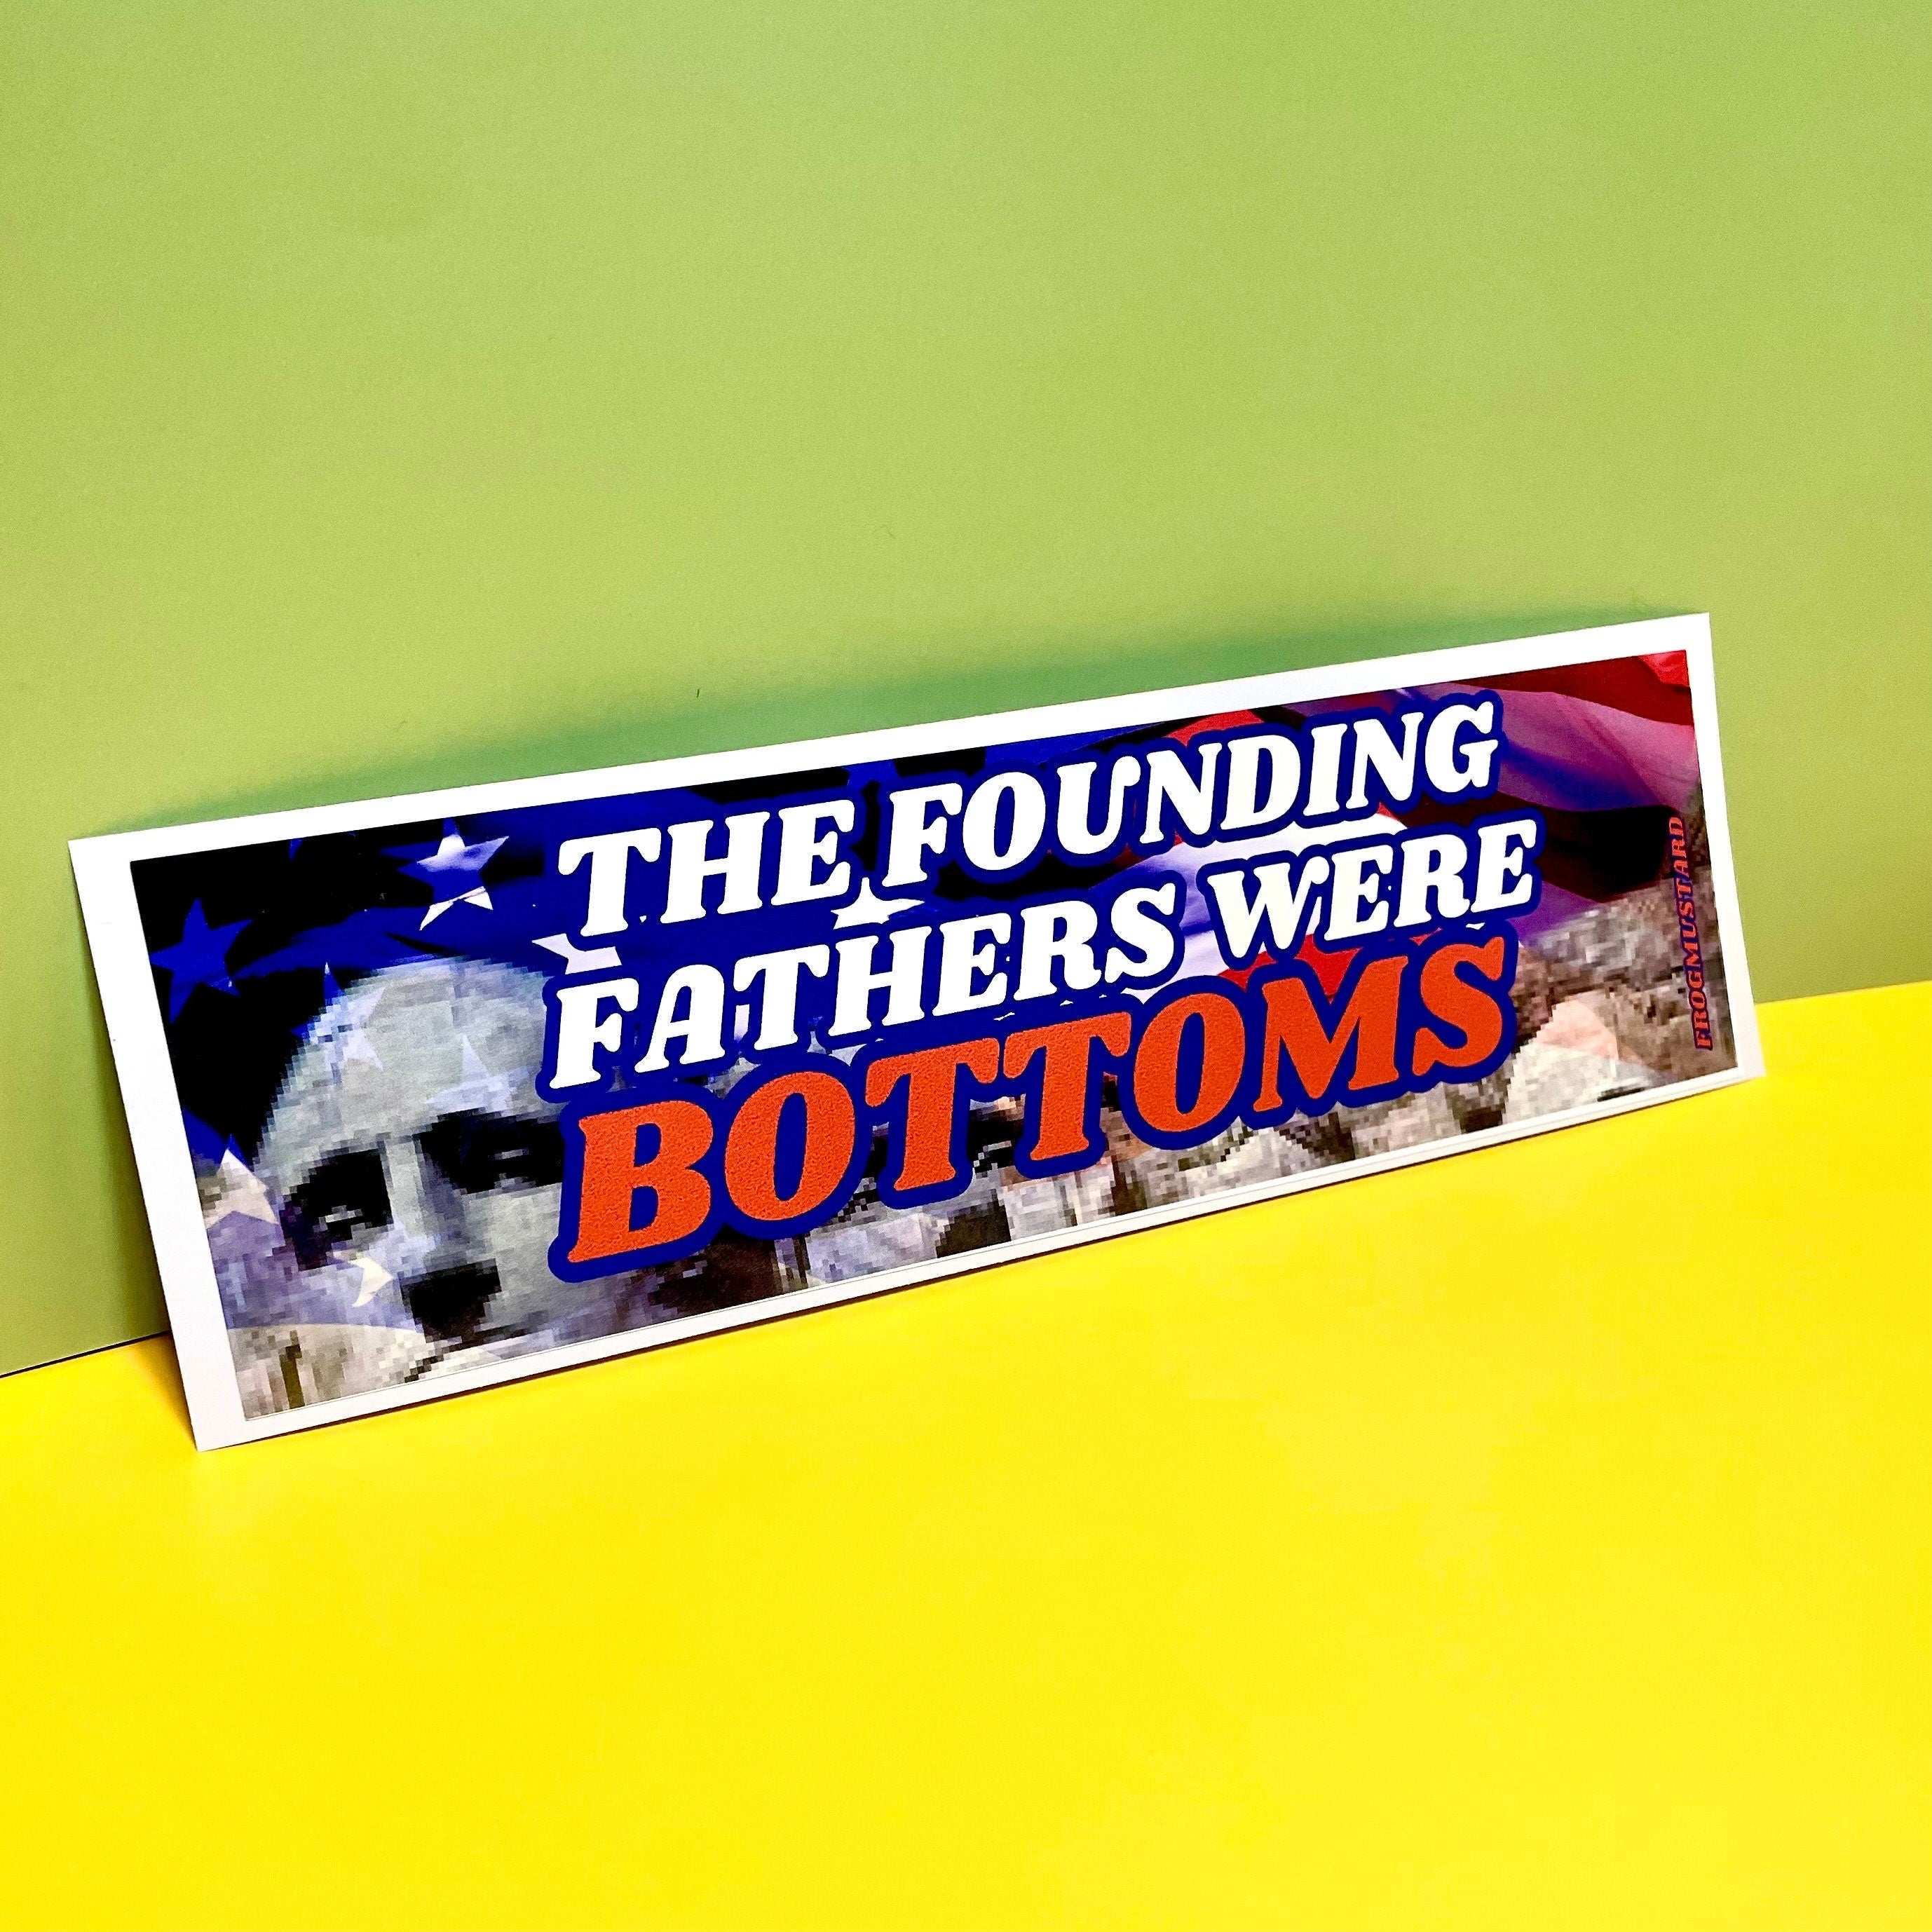 THE FOUNDING
FATHERS WERE
BOTTOMS
FROGMUSTARD